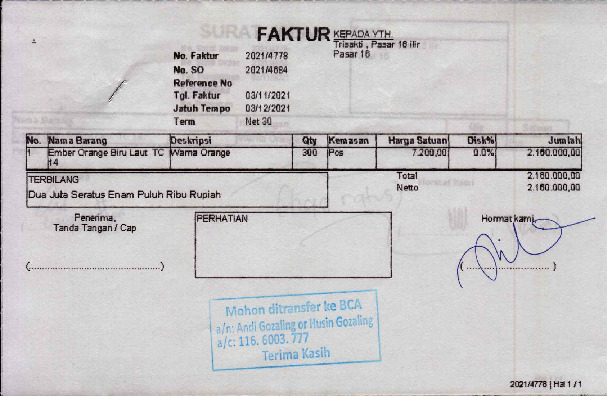 FAKTUR
KEPADA YTH.
Trisakti , Pasar 16 ilir
Pasar 16
No. Faktur 2021/4778
No. SO 2021/4684
Reference No
Tgl. Faktur 03/11/2021
Jatuh Tempo 03/12/2021
Term Net 30
No. Nama Barang Deskripsi Qty Kemasan Harga Satuan Disk% Jumlah
1 Ember Orange Biru Laut TC 14 Warna Orange 300 Pcs 7.200,00 0.0% 2.160.000,00
TERBILANG
Dua Juta Seratus Enam Puluh Ribu Rupiah
Total 2.160.000,00
Netto 2.160.000,00
Penerima,
Tanda Tangan / Cap
(........................................)
PERHATIAN
Hormat kami,
(........................)
Mohon ditransfer ke BCA
a/n: Andi Gozaling or Husin Gozaling
a/c: 116. 6003. 777
Terima Kasih
2021/4778 | Hal 1 / 1